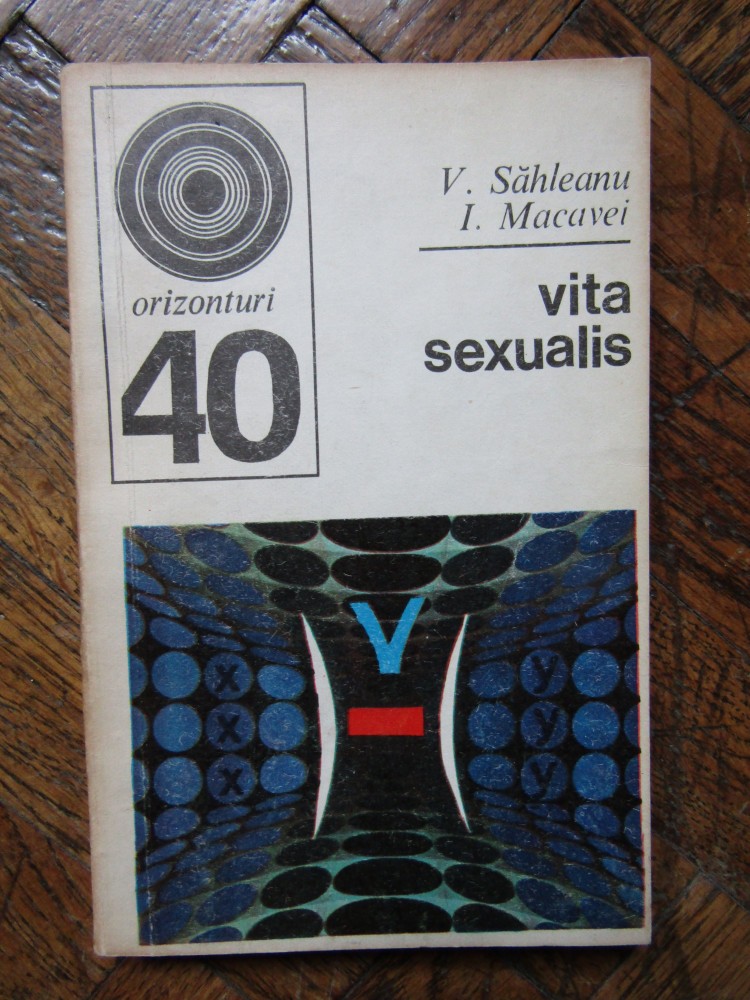 orizonturi
40
V. Săhleanu
I. Macavei
vita
sexualis
V
x y
x y
x y